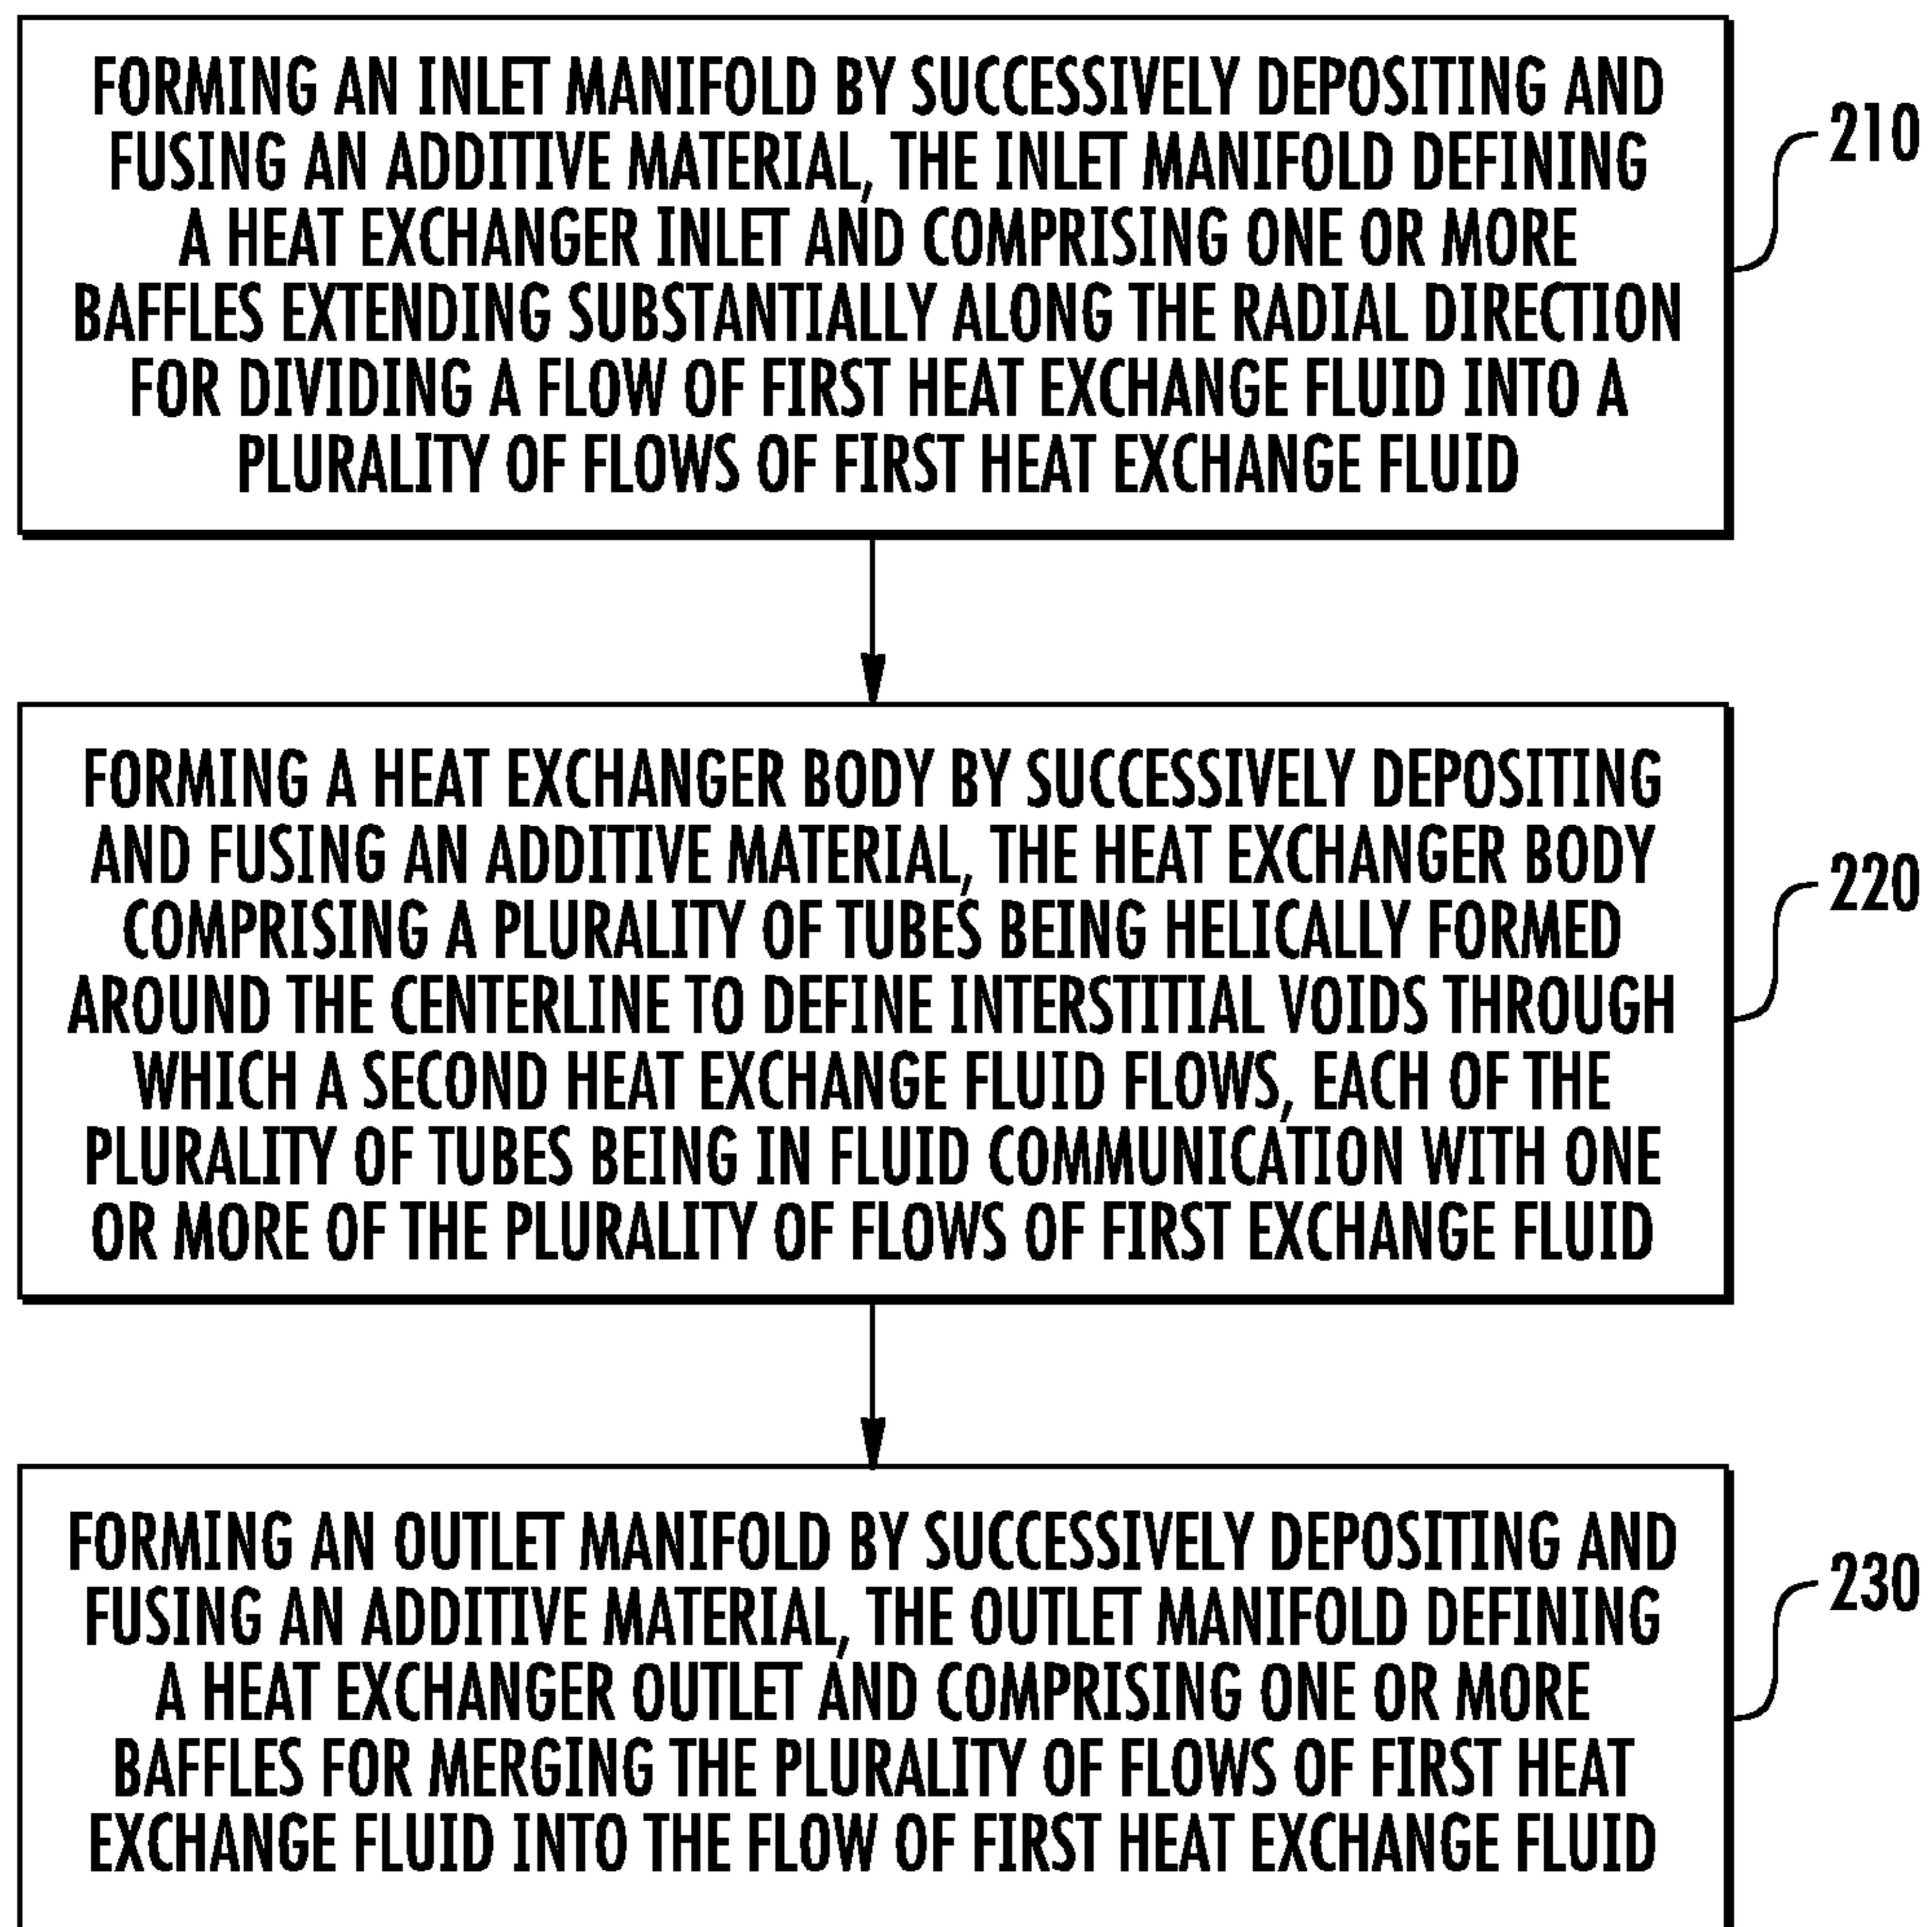 FORMING AN INLET MANIFOLD BY SUCCESSIVELY DEPOSITING AND
FUSING AN ADDITIVE MATERIAL, THE INLET MANIFOLD DEFINING
A HEAT EXCHANGER INLET AND COMPRISING ONE OR MORE
BAFFLES EXTENDING SUBSTANTIALLY ALONG THE RADIAL DIRECTION
FOR DIVIDING A FLOW OF FIRST HEAT EXCHANGE FLUID INTO A
PLURALITY OF FLOWS OF FIRST HEAT EXCHANGE FLUID
210
FORMING A HEAT EXCHANGER BODY BY SUCCESSIVELY DEPOSITING
AND FUSING AN ADDITIVE MATERIAL, THE HEAT EXCHANGER BODY
COMPRISING A PLURALITY OF TUBES BEING HELICALLY FORMED
AROUND THE CENTERLINE TO DEFINE INTERSTITIAL VOIDS THROUGH
WHICH A SECOND HEAT EXCHANGE FLUID FLOWS, EACH OF THE
PLURALITY OF TUBES BEING IN FLUID COMMUNICATION WITH ONE
OR MORE OF THE PLURALITY OF FLOWS OF FIRST EXCHANGE FLUID
220
FORMING AN OUTLET MANIFOLD BY SUCCESSIVELY DEPOSITING AND
FUSING AN ADDITIVE MATERIAL, THE OUTLET MANIFOLD DEFINING
A HEAT EXCHANGER OUTLET AND COMPRISING ONE OR MORE
BAFFLES FOR MERGING THE PLURALITY OF FLOWS OF FIRST HEAT
EXCHANGE FLUID INTO THE FLOW OF FIRST HEAT EXCHANGE FLUID
230